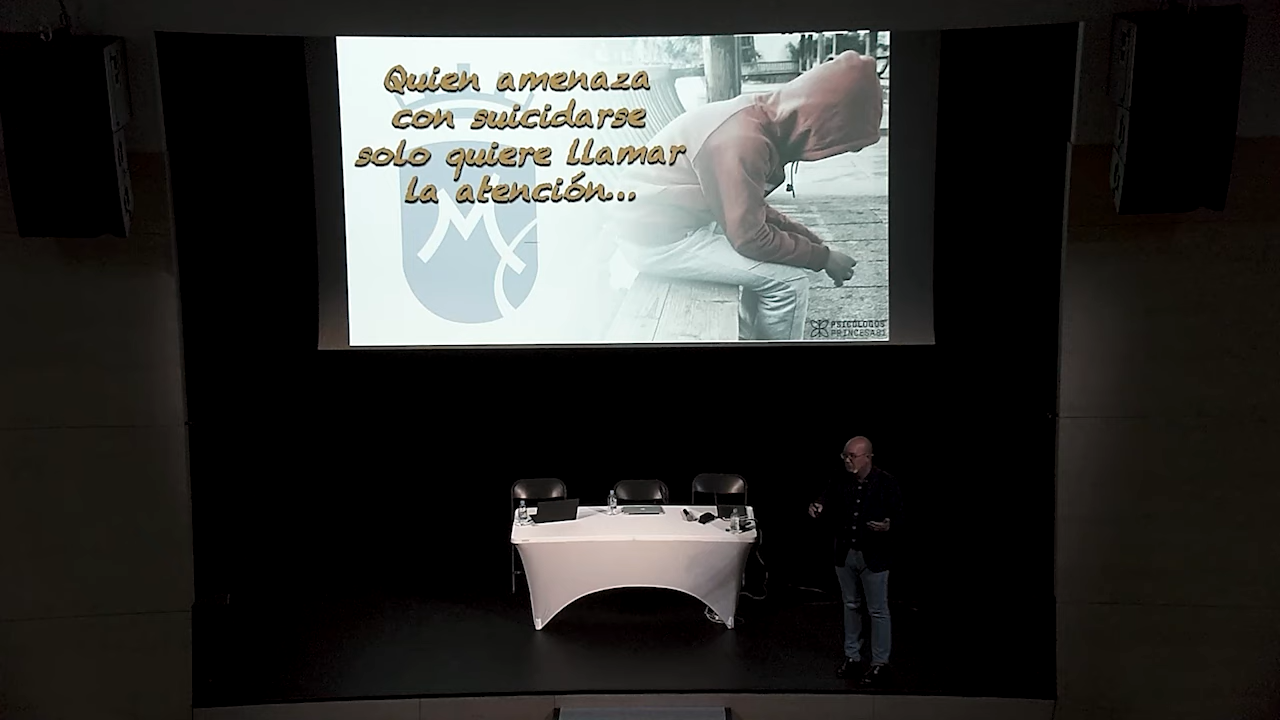 Quien amenaza
con suicidarse
solo quiere llamar
la atención...
M
PSICÓLOGOS
PRINCESA81